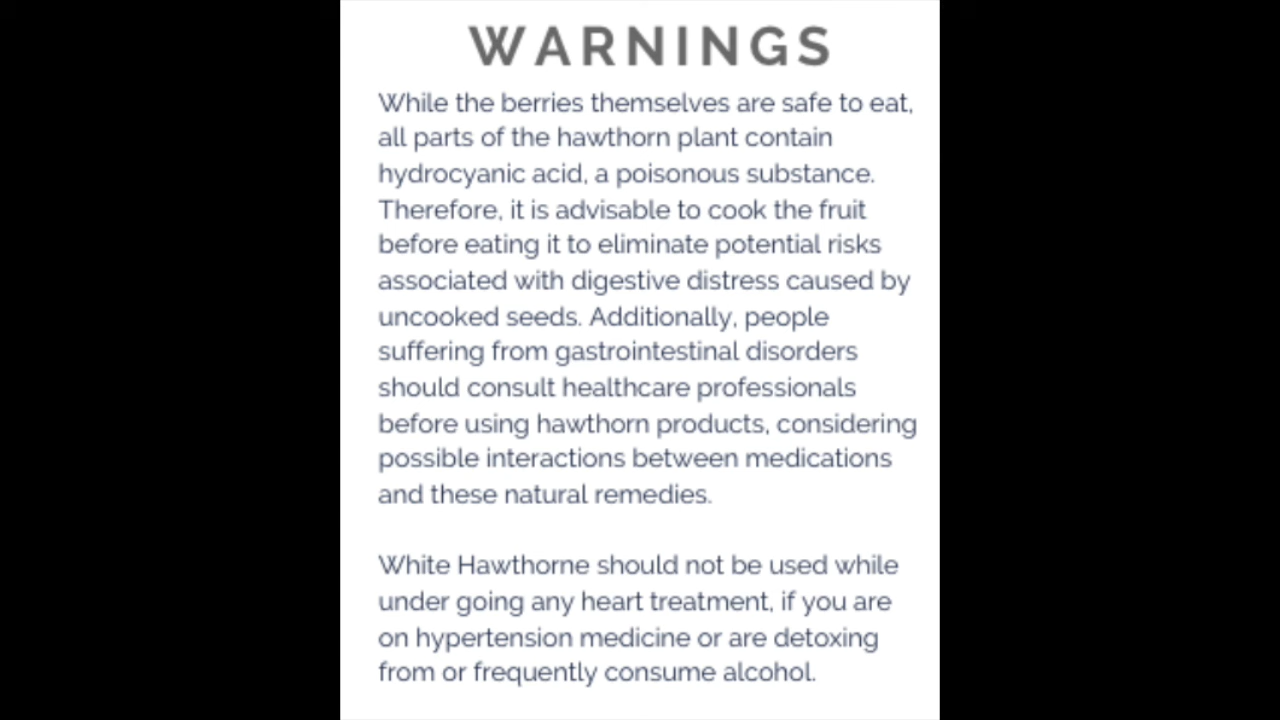 WARNINGS
While the berries themselves are safe to eat,
all parts of the hawthorn plant contain
hydrocyanic acid, a poisonous substance.
Therefore, it is advisable to cook the fruit
before eating it to eliminate potential risks
associated with digestive distress caused by
uncooked seeds. Additionally, people
suffering from gastrointestinal disorders
should consult healthcare professionals
before using hawthorn products, considering
possible interactions between medications
and these natural remedies.
White Hawthorne should not be used while
under going any heart treatment, if you are
on hypertension medicine or are detoxing
from or frequently consume alcohol.